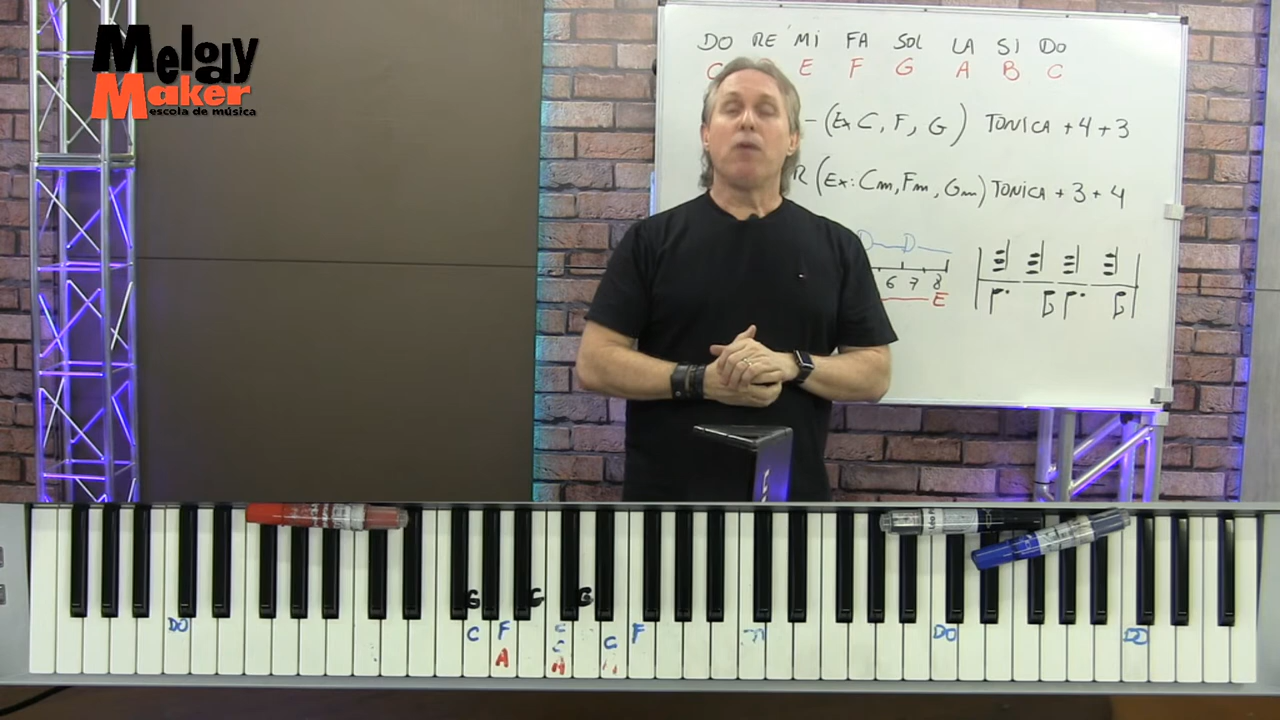 Melody
Maker
escola de música
DO RE MI FA SOL LA SI DO
C E F G A B C
- (Ex C, F, G) TONICA +4 +3
R (Ex: Cm, Fm, Gm) TONICA + 3 + 4
6 7 8
E
G G G
DO C F C F DO DO
A A